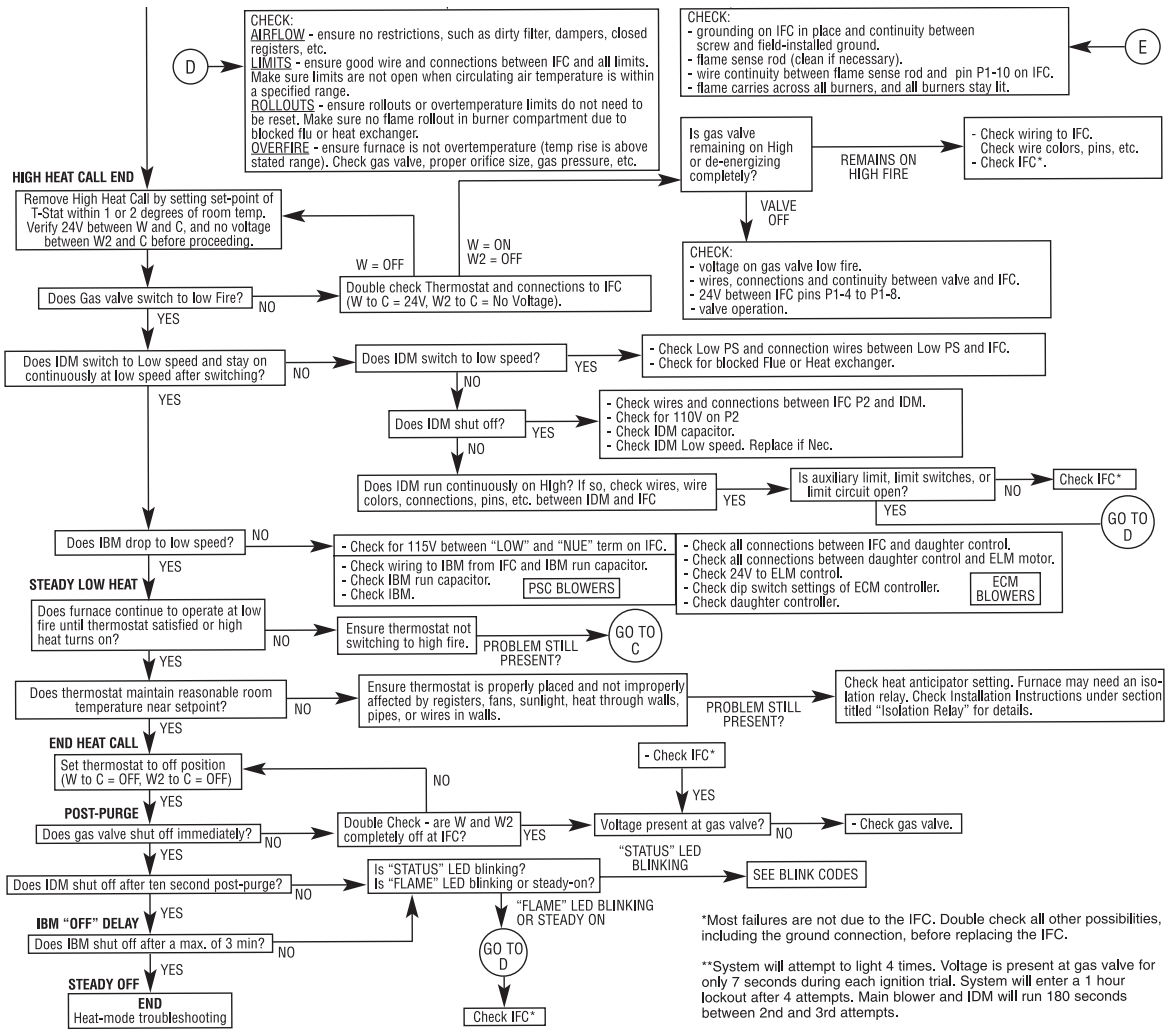 CHECK:
AIRFLOW - ensure no restrictions, such as dirty filter, dampers, closed
registers, etc.
LIMITS - ensure good wire and connections between IFC and all limits.
Make sure limits are not open when circulating air temperature is within
a specified range.
ROLLOUTS - ensure rollouts or overtemperature limits do not need to
be reset. Make sure no flame rollout in burner compartment due to
blocked flu or heat exchanger.
OVERFIRE - ensure furnace is not overtemperature (temp rise is above
stated range). Check gas valve, proper orifice size, gas pressure, etc.
D
CHECK:
- grounding on IFC in place and continuity between
screw and field-installed ground.
- flame sense rod (clean if necessary).
- wire continuity between flame sense rod and pin P1-10 on IFC.
- flame carries across all burners, and all burners stay lit.
E
Is gas valve
remaining on High
or de-energizing
completely?
REMAINS ON
HIGH FIRE
- Check wiring to IFC.
Check wire colors, pins, etc.
- Check IFC*.
VALVE
OFF
CHECK:
- voltage on gas valve low fire.
- wires, connections and continuity between valve and IFC.
- 24V between IFC pins P1-4 to P1-8.
- valve operation.
HIGH HEAT CALL END
Remove High Heat Call by setting set-point of
T-Stat within 1 or 2 degrees of room temp.
Verify 24V between W and C, and no voltage
between W2 and C before proceeding.
W = OFF
W = ON
W2 = OFF
Does Gas valve switch to low Fire?
NO
Double check Thermostat and connections to IFC
(W to C = 24V, W2 to C = No Voltage).
YES
Does IDM switch to Low speed and stay on
continuously at low speed after switching?
NO
Does IDM switch to low speed?
YES
- Check Low PS and connection wires between Low PS and IFC.
- Check for blocked Flue or Heat exchanger.
YES
NO
Does IDM shut off?
YES
- Check wires and connections between IFC P2 and IDM.
- Check for 110V on P2
- Check IDM capacitor.
- Check IDM Low speed. Replace if Nec.
NO
Does IDM run continuously on HIgh? If so, check wires, wire
colors, connections, pins, etc. between IDM and IFC
YES
Is auxiliary limit, limit switches, or
limit circuit open?
NO
Check IFC*
YES
GO TO
D
Does IBM drop to low speed?
NO
- Check for 115V between “LOW” and “NUE” term on IFC.
- Check wiring to IBM from IFC and IBM run capacitor.
- Check IBM run capacitor.
- Check IBM.
PSC BLOWERS
- Check all connections between IFC and daughter control.
- Check all connections between daughter control and ELM motor.
- Check 24V to ELM control.
- Check dip switch settings of ECM controller.
- Check daughter controller.
ECM
BLOWERS
YES
STEADY LOW HEAT
Does furnace continue to operate at low
fire until thermostat satisfied or high
heat turns on?
NO
Ensure thermostat not
switching to high fire.
PROBLEM STILL
PRESENT?
GO TO
C
YES
Does thermostat maintain reasonable room
temperature near setpoint?
NO
Ensure thermostat is properly placed and not improperly
affected by registers, fans, sunlight, heat through walls,
pipes, or wires in walls.
PROBLEM STILL
PRESENT?
Check heat anticipator setting. Furnace may need an iso-
lation relay. Check Installation Instructions under section
titled “Isolation Relay” for details.
YES
END HEAT CALL
Set thermostat to off position
(W to C = OFF, W2 to C = OFF)
NO
- Check IFC*
YES
YES
POST-PURGE
Does gas valve shut off immediately?
NO
Double Check - are W and W2
completely off at IFC?
YES
Voltage present at gas valve?
NO
- Check gas valve.
YES
Does IDM shut off after ten second post-purge?
NO
Is “STATUS” LED blinking?
Is “FLAME” LED blinking or steady-on?
“STATUS” LED
BLINKING
SEE BLINK CODES
YES
“FLAME” LED BLINKING
OR STEADY ON
IBM “OFF” DELAY
Does IBM shut off after a max. of 3 min?
NO
GO TO
D
YES
STEADY OFF
END
Heat-mode troubleshooting
Check IFC*
*Most failures are not due to the IFC. Double check all other possibilities,
including the ground connection, before replacing the IFC.
**System will attempt to light 4 times. Voltage is present at gas valve for
only 7 seconds during each ignition trial. System will enter a 1 hour
lockout after 4 attempts. Main blower and IDM will run 180 seconds
between 2nd and 3rd attempts.